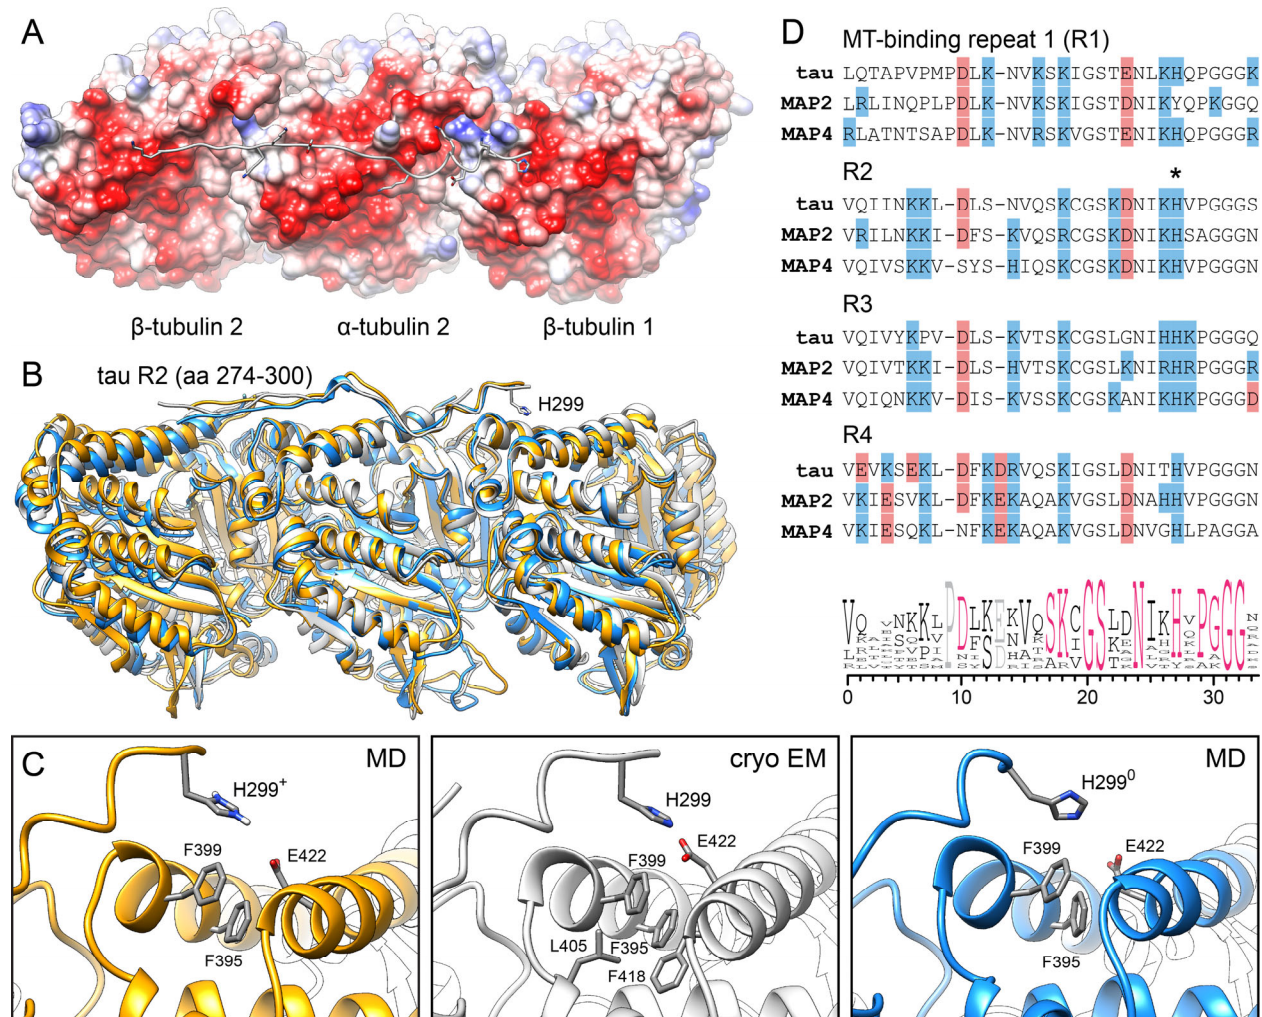 A
β-tubulin 2
α-tubulin 2
β-tubulin 1
B
tau R2 (aa 274-300)
H299
C
MD
H299+
F399
E422
F395
cryo EM
H299
E422
F399
L405
F395
F418
MD
H299⁰
F399
E422
F395
D
MT-binding repeat 1 (R1)
tau LQTAPVPMPDLK-NVKSKIGSTENLKHQPGGGK
MAP2 LRLINQPLPDLK-NVKSKIGSTDNIKYQPKGGQ
MAP4 RLATNTSAPDLK-NVRSKVGSTENIKHQPGGGR
R2
*
tau VQIINKKL-DLS-NVQSKCGSKDNIKHVPGGGS
MAP2 VRILNKKI-DFS-KVQSRCGSKDNIKHSAGGGN
MAP4 VQIVSKKV-SYS-HIQSKCGSKDNIKHVPGGGN
R3
tau VQIVYKPV-DLS-KVTSKCGSLGNIHHKPGGGQ
MAP2 VQIVTKKI-DLS-HVTSKCGSLKNIRHRPGGGR
MAP4 VQIQNKKV-DIS-KVSSKCGSKANIKHKPGGGD
R4
tau VEVKSEKL-DFKDRVQSKIGSLDNITHVPGGGN
MAP2 VKIESVKL-DFKEKAQAKVGSLDNAHHVPGGGN
MAP4 VKIESQKL-NFKEKAQAKVGSLDNVGHLPAGGA
0 10 20 30